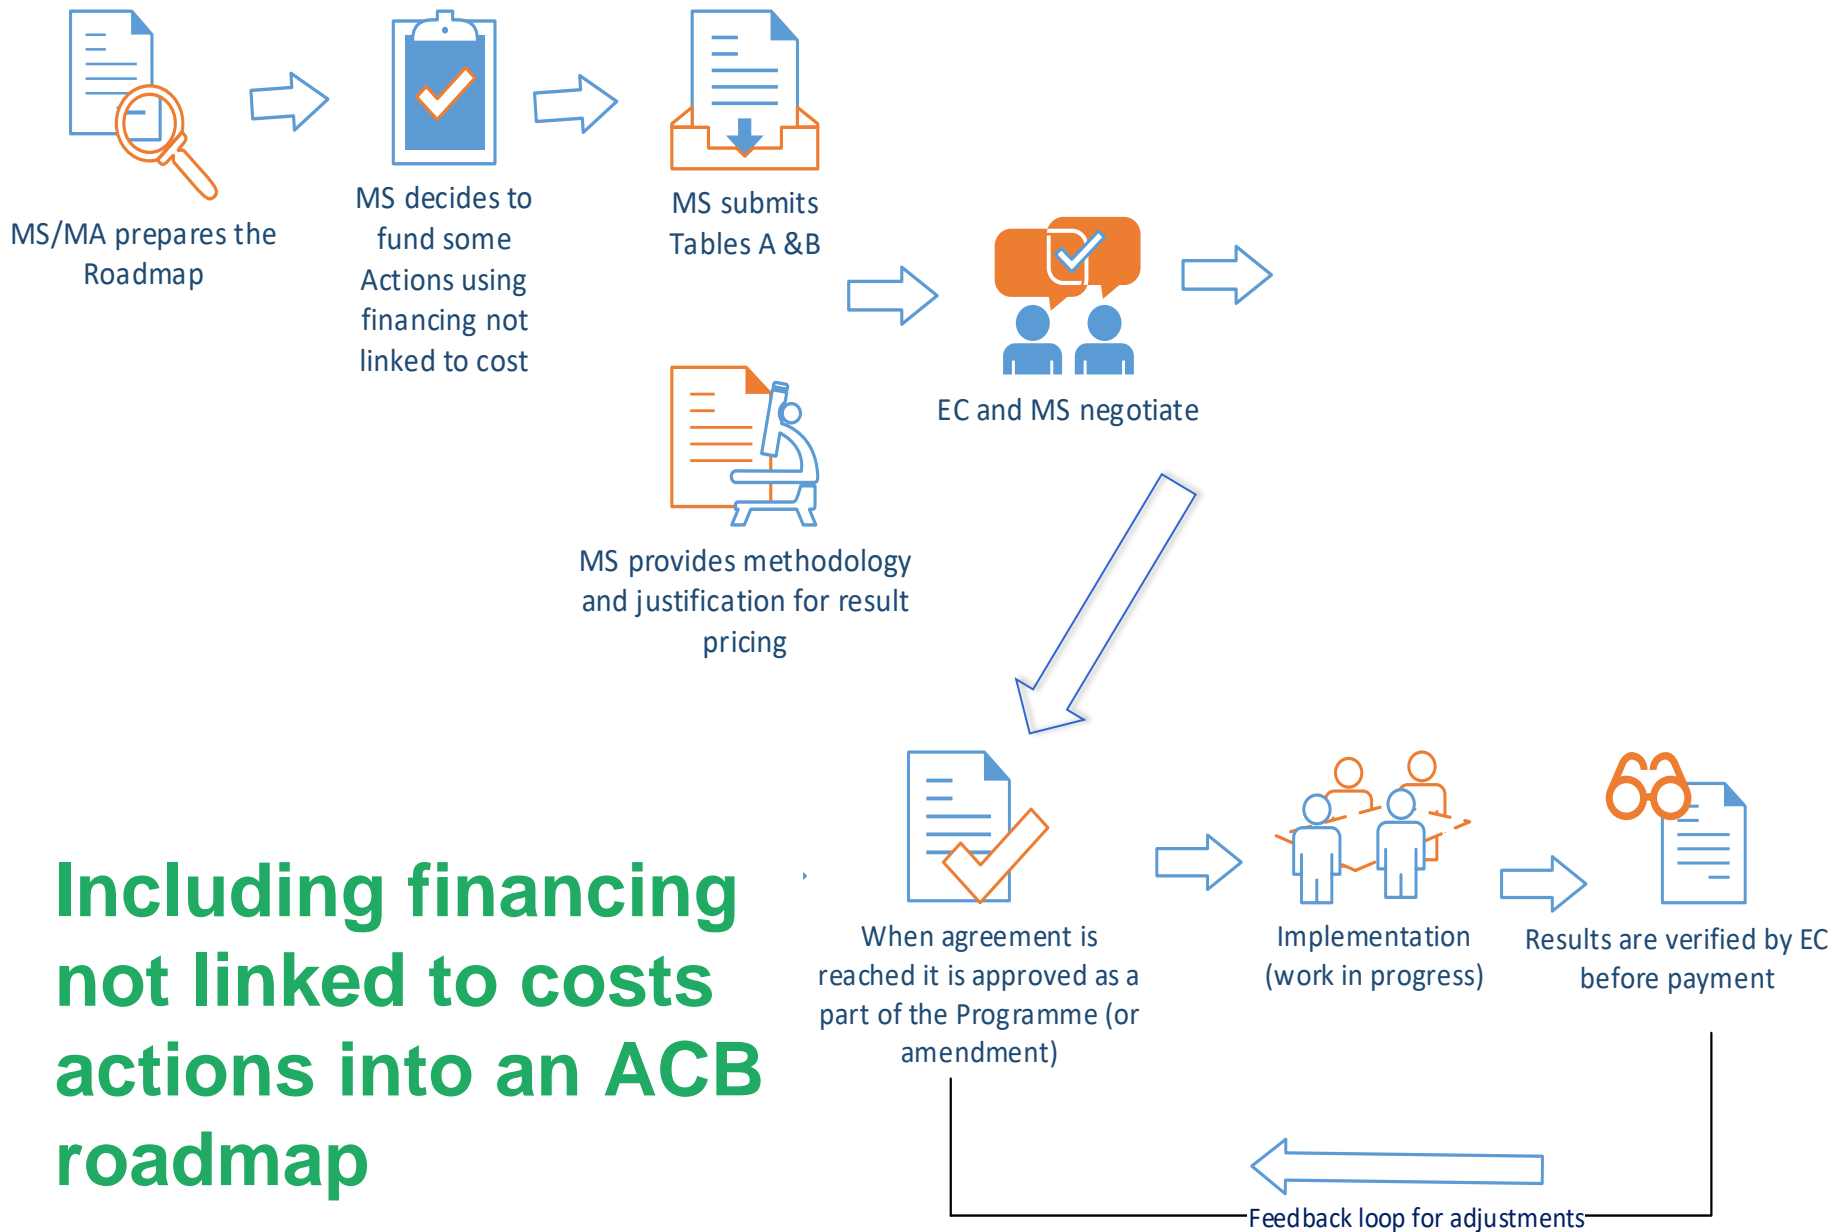 MS/MA prepares the
Roadmap
MS decides to
fund some
Actions using
financing not
linked to cost
MS submits
Tables A &B
MS provides methodology
and justification for result
pricing
EC and MS negotiate
When agreement is
reached it is approved as a
part of the Programme (or
amendment)
Implementation
(work in progress)
Results are verified by EC
before payment
Feedback loop for adjustments
Including financing
not linked to costs
actions into an ACB
roadmap